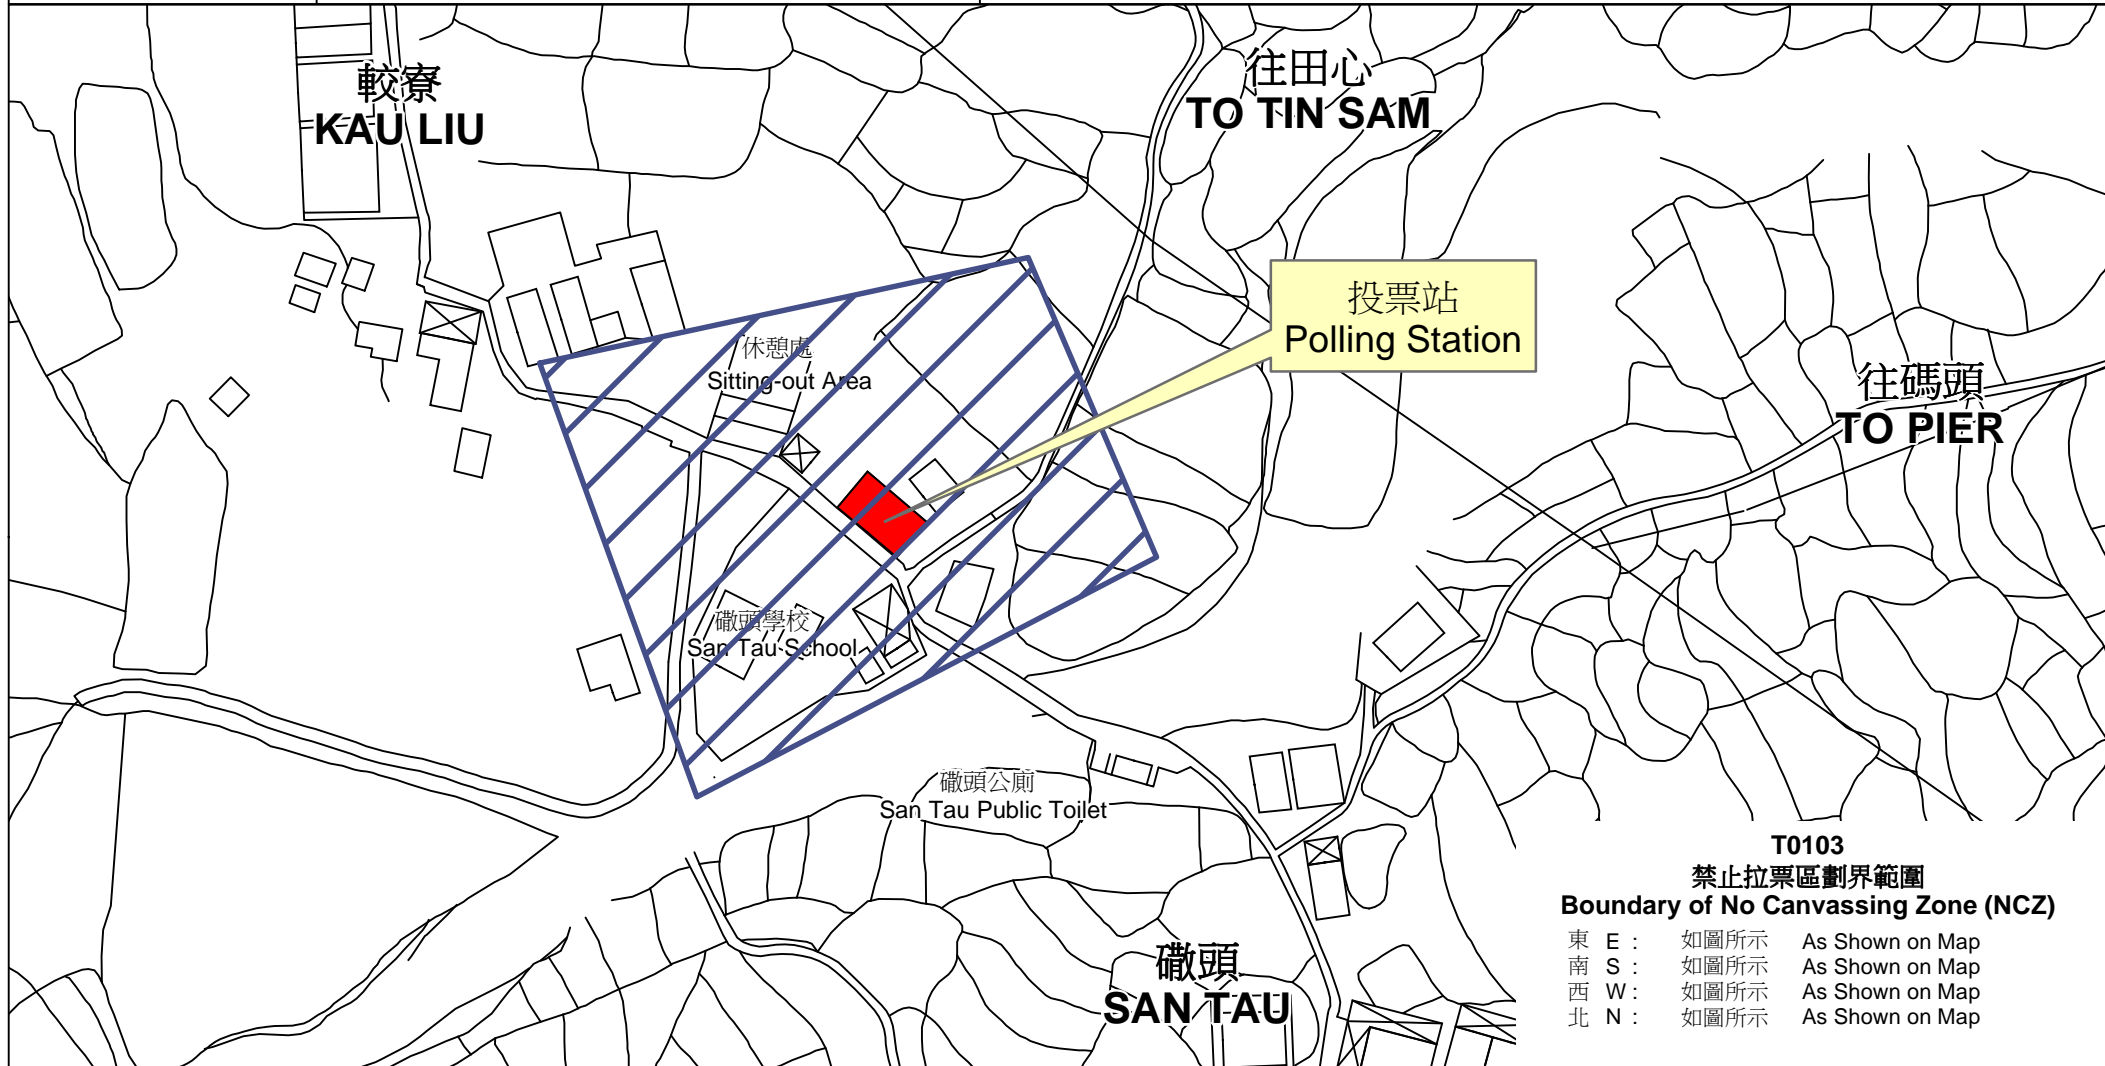 較寮
KAU LIU
往田心
TO TIN SAM
投票站
Polling Station
休憩處
Sitting-out Area
往碼頭
TO PIER
䃟頭學校
San Tau School
䃟頭公廁
San Tau Public Toilet
䃟頭
SAN TAU
T0103
禁止拉票區劃界範圍
Boundary of No Canvassing Zone (NCZ)
東 E : 如圖所示 As Shown on Map
南 S : 如圖所示 As Shown on Map
西 W : 如圖所示 As Shown on Map
北 N : 如圖所示 As Shown on Map